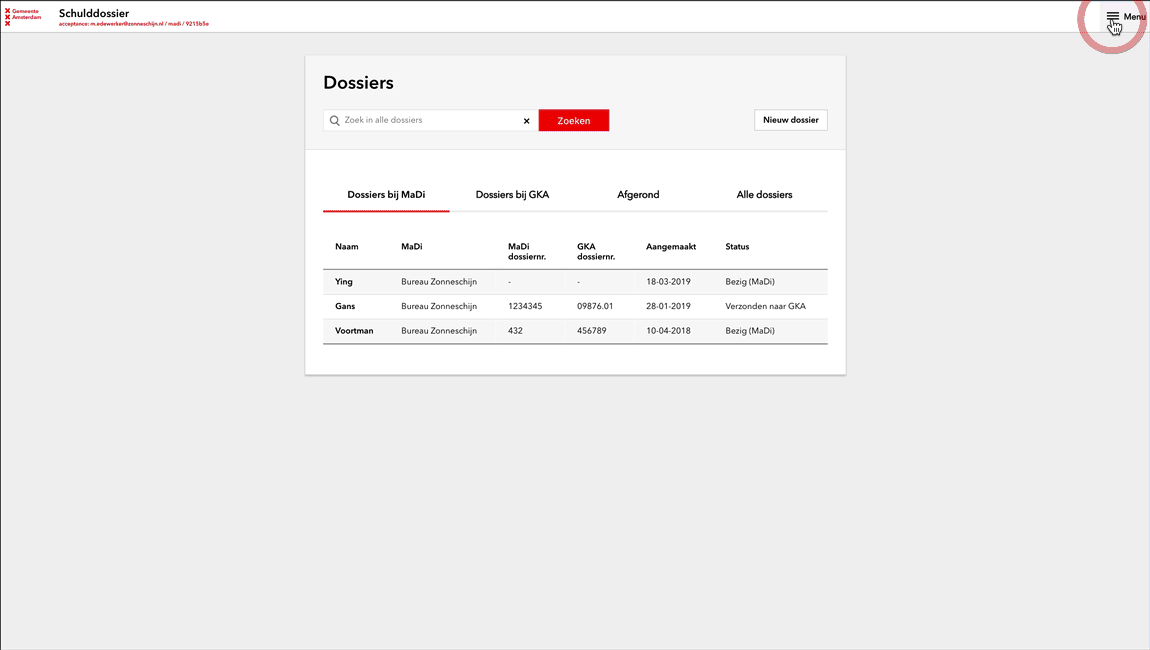 Gemeente
Amsterdam
Schulddossier
acceptance: m.edewerker@zonneschijn.nl / madi / 9215b5e
Menu
Dossiers
Zoek in alle dossiers
Zoeken
Nieuw dossier
Dossiers bij MaDi Dossiers bij GKA Afgerond Alle dossiers
Naam MaDi MaDi dossiernr. GKA dossiernr. Aangemaakt Status
Ying Bureau Zonneschijn - - 18-03-2019 Bezig (MaDi)
Gans Bureau Zonneschijn 1234345 09876.01 28-01-2019 Verzonden naar GKA
Voortman Bureau Zonneschijn 432 456789 10-04-2018 Bezig (MaDi)